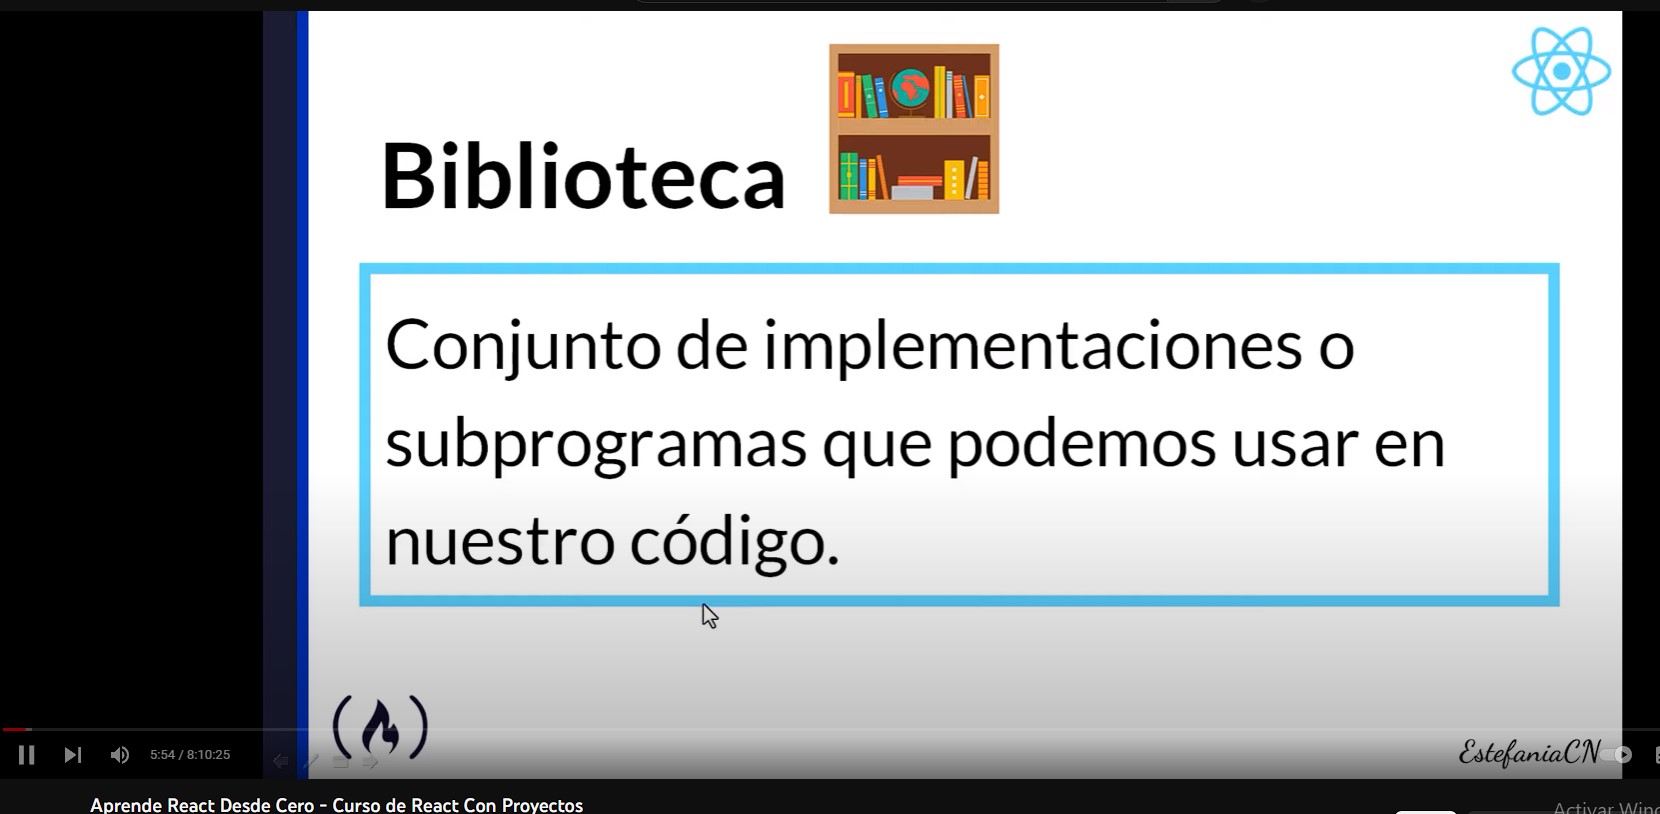 Biblioteca
Conjunto de implementaciones o
subprogramas que podemos usar en
nuestro código.
5:54 / 8:10:25
EstefaniaCN
Aprende React Desde Cero - Curso de React Con Proyectos
Activar